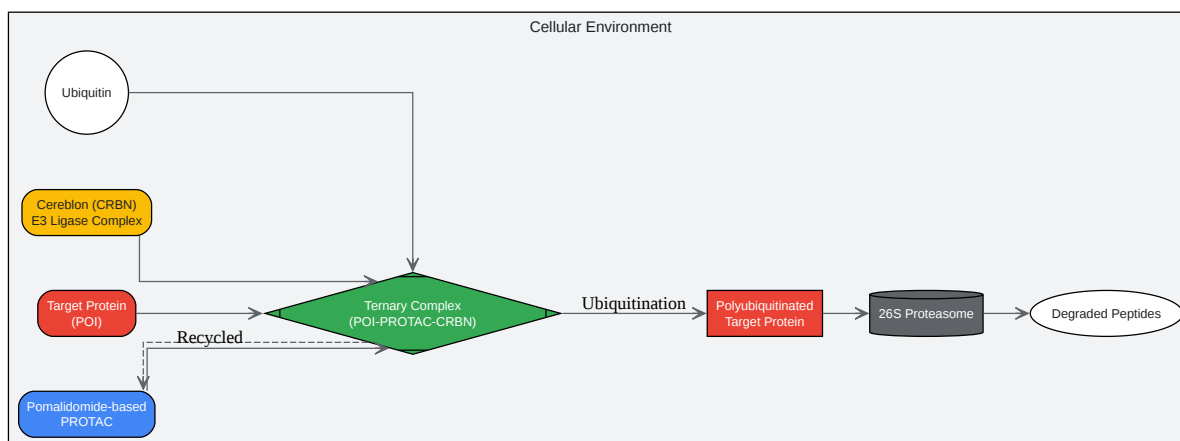 Cellular Environment
Ubiquitin
Cereblon (CRBN)
E3 Ligase Complex
Target Protein
(POI)
Recycled
Pomalidomide-based
PROTAC
Ternary Complex
(POI-PROTAC-CRBN)
Ubiquitination
Polyubiquitinated
Target Protein
26S Proteasome
Degraded Peptides